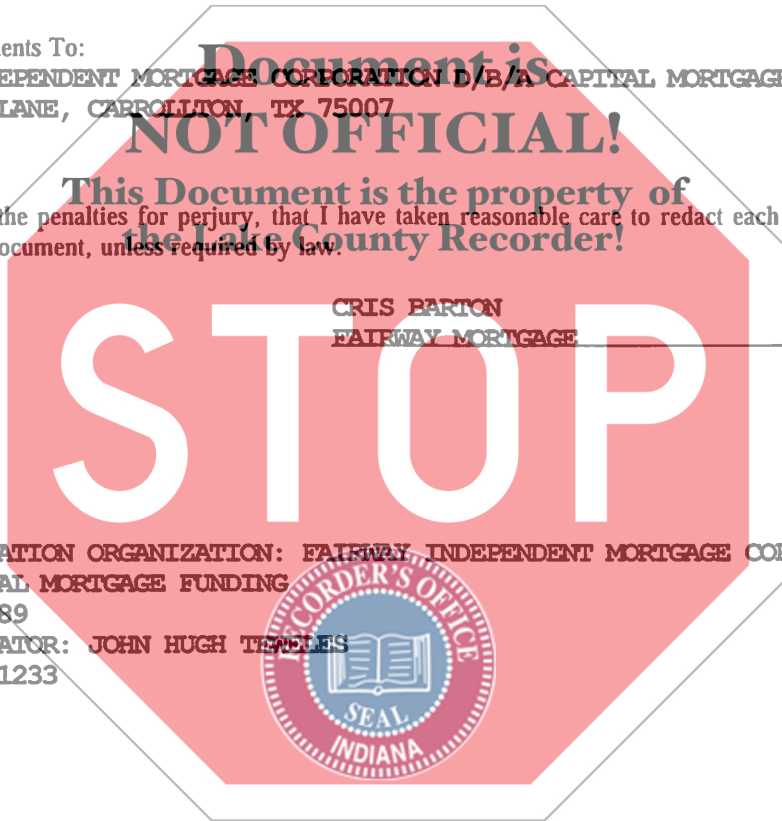 ents To:
EPENDENT MORTGAGE CORPORATION D/B/A CAPITAL MORTGAGE
LANE, CARROLLTON, TX 75007
Document is
NOT OFFICIAL!
This Document is the property of
the Lake County Recorder!
the penalties for perjury, that I have taken reasonable care to redact each
ocument, unless required by law.
CRIS BARTON
FAIRWAY MORTGAGE
STOP
ATION ORGANIZATION: FAIRWAY INDEPENDENT MORTGAGE COR
AL MORTGAGE FUNDING
89
ATOR: JOHN HUGH TEWELES
1233
RECORDER'S OFFICE
SEAL
INDIANA